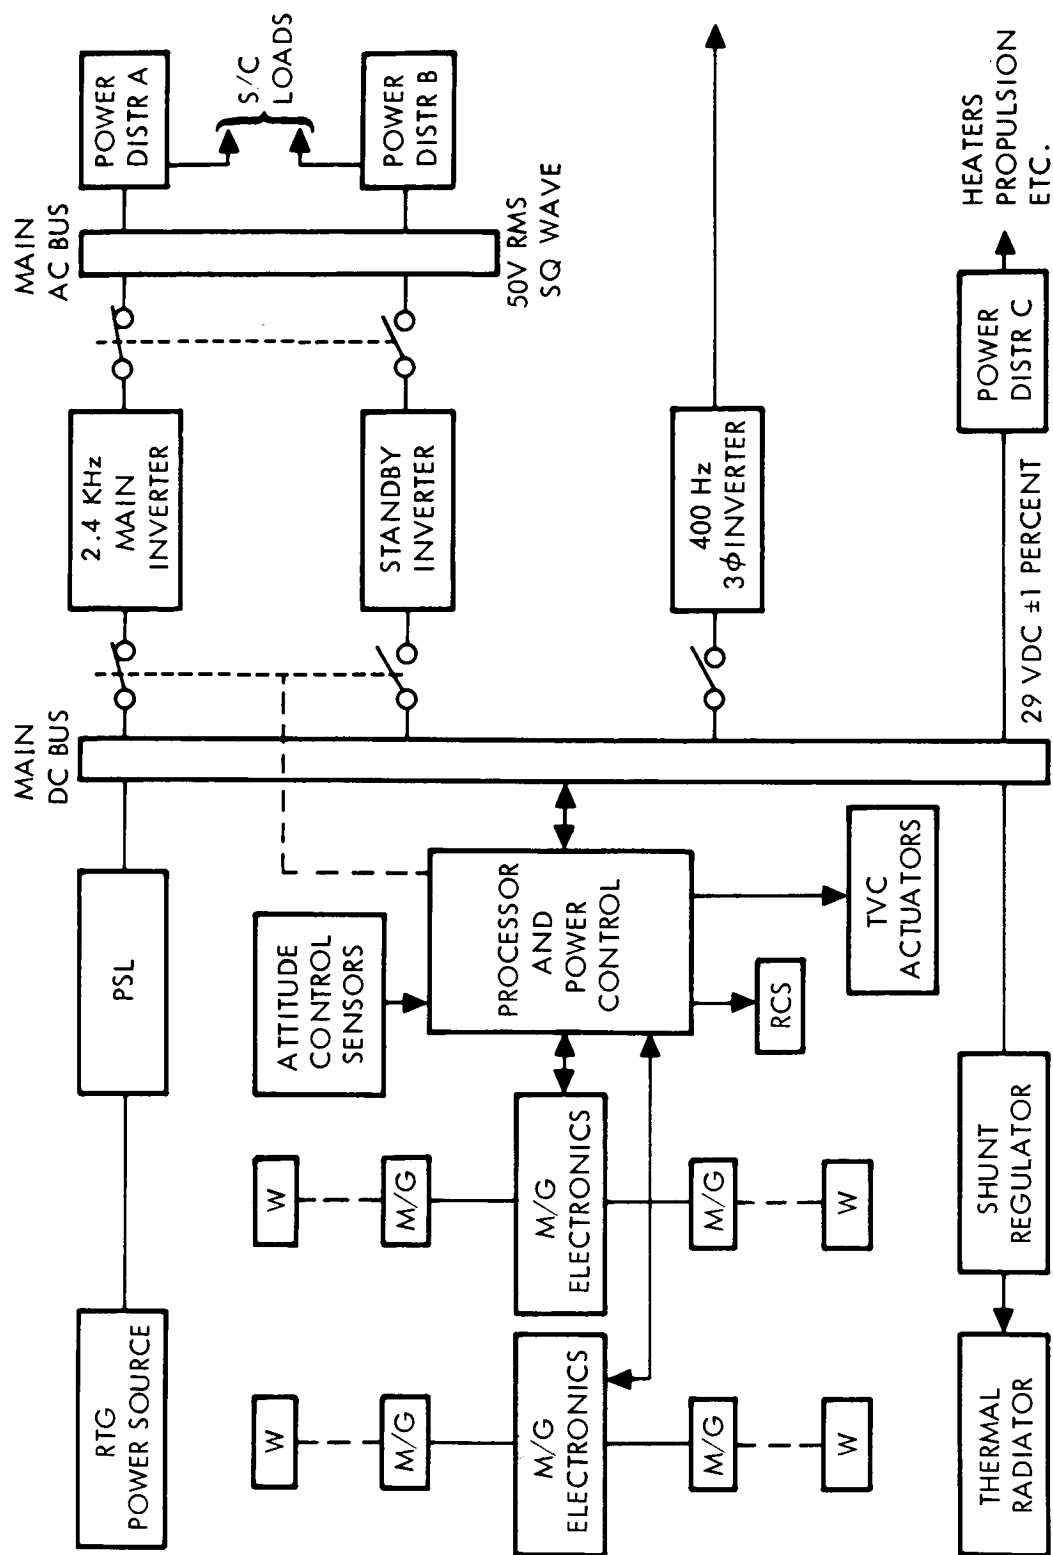 RTG
POWER SOURCE
PSL
MAIN
DC BUS
2.4 KHz
MAIN
INVERTER
MAIN
AC BUS
POWER
DISTR A
S/C
LOADS
W
M/G
M/G
ELECTRONICS
M/G
W
W
M/G
M/G
ELECTRONICS
M/G
W
ATTITUDE
CONTROL
SENSORS
PROCESSOR
AND
POWER
CONTROL
RCS
TVC
ACTUATORS
STANDBY
INVERTER
POWER
DISTR B
50V RMS
SQ WAVE
400 Hz
3ϕ INVERTER
THERMAL
RADIATOR
SHUNT
REGULATOR
29 VDC ±1 PERCENT
POWER
DISTR C
HEATERS
PROPULSION
ETC.